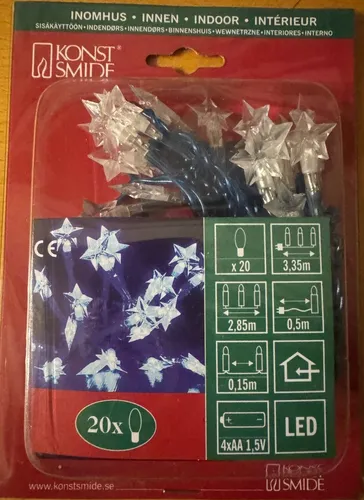 INOMHUS • INNEN • INDOOR • INTÉRIEUR
SISÄKÄYTTÖÖN • INDENDØRS • INNENDØRS • BINNENSHUIS • WEWNETRZNE • INTERIORES • INTERNO
KONST®
SMIDE
CE
x 20
3,35m
2,85m
0,5m
0,15m
20x
4xAA 1,5V
LED
www.konstsmide.se
KONST
SMIDE